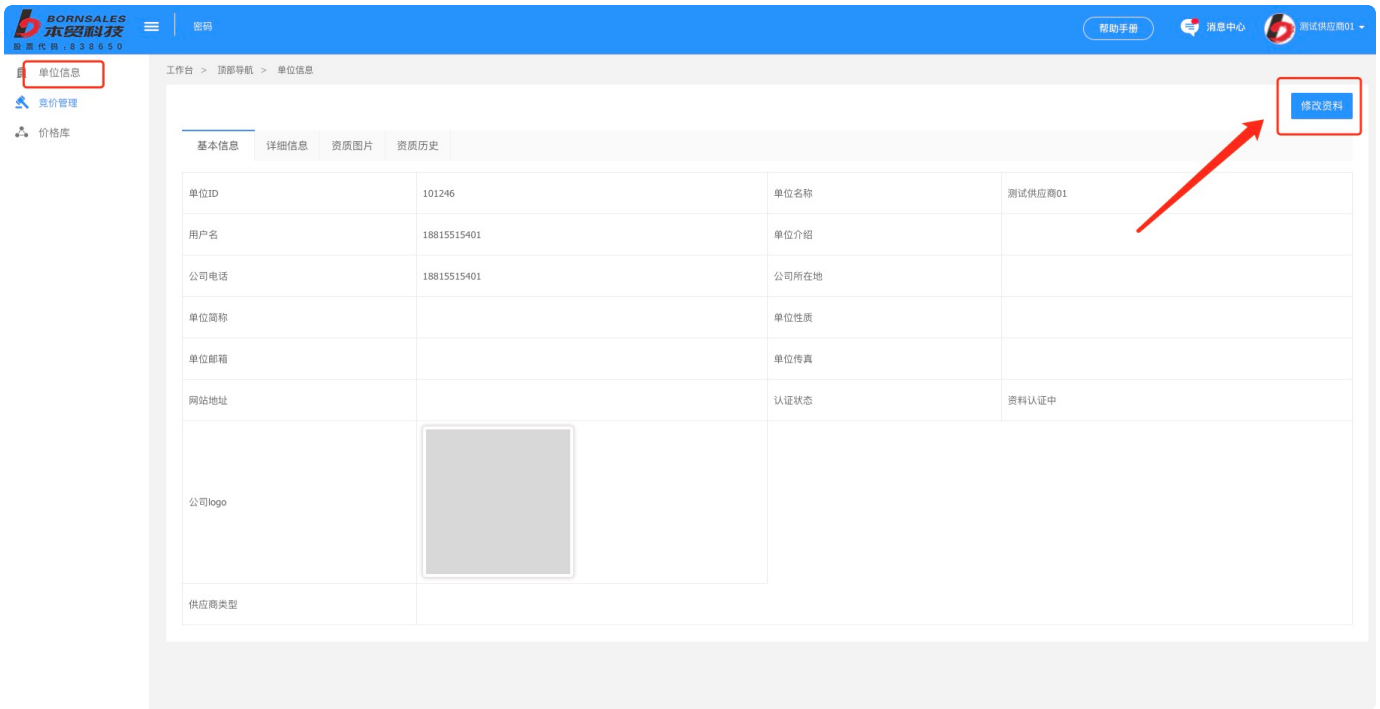 BORNSALES
本贸科技
股票代码:838650
密码
帮助手册
消息中心
测试供应商01
单位信息
竞价管理
价格库
工作台 > 顶部导航 > 单位信息
修改资料
基本信息 详细信息 资质图片 资质历史
单位ID 101246 单位名称 测试供应商01
用户名 18815515401 单位介绍
公司电话 18815515401 公司所在地
单位简称 单位性质
单位邮箱 单位传真
网站地址 认证状态 资料认证中
公司logo
供应商类型